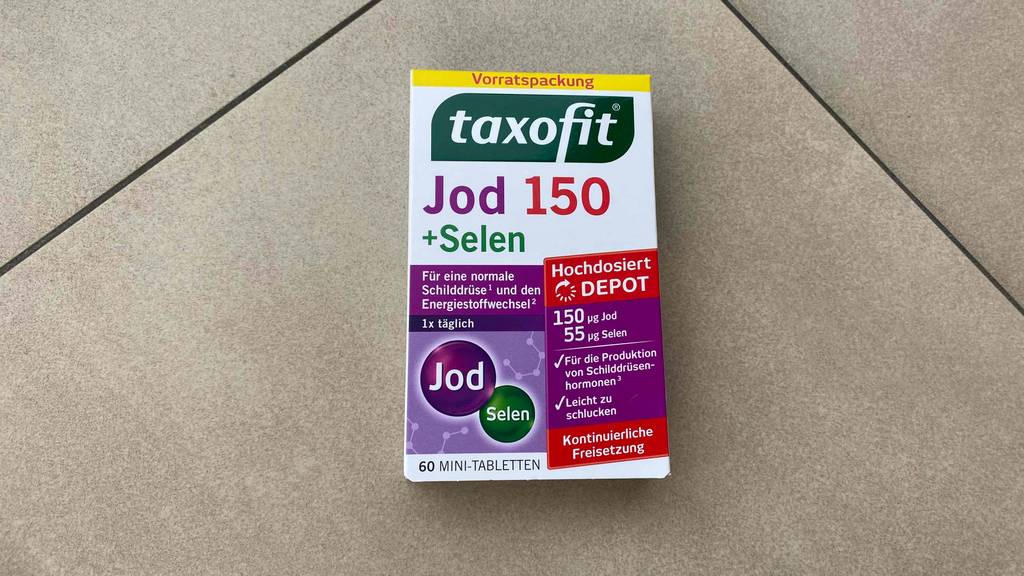 Vorratspackung
taxofit®
Jod 150
+Selen
Für eine normale
Schilddrüse¹ und den
Energiestoffwechsel²
1x täglich
Jod
Selen
60 MINI-TABLETTEN
Hochdosiert
DEPOT
150 µg Jod
55 µg Selen
✓Für die Produktion
von Schilddrüsen-
hormonen³
✓Leicht zu
schlucken
Kontinuierliche
Freisetzung